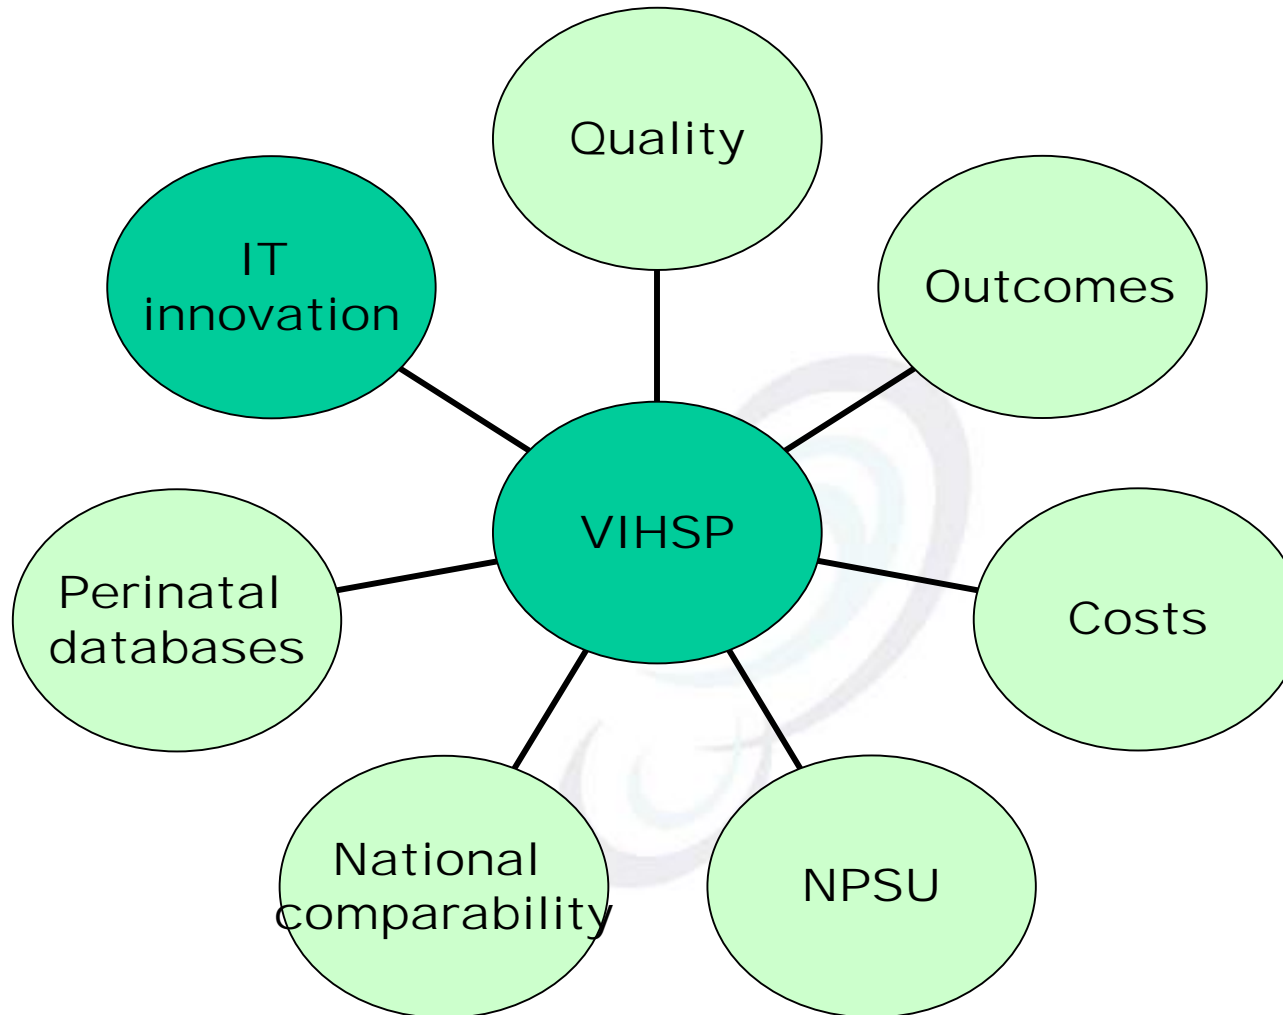 Quality
IT
innovation
Outcomes
VIHSP
Perinatal
databases
Costs
National
comparability
NPSU